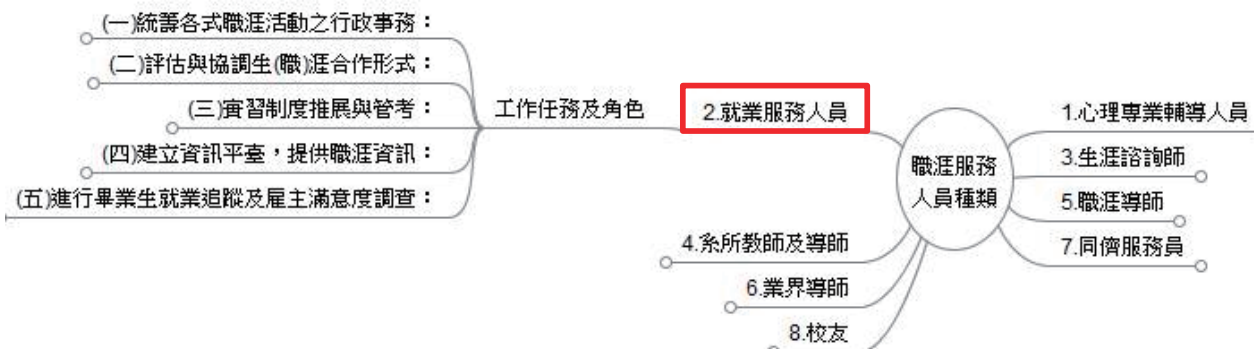 (一)統籌各式職涯活動之行政事務：
(二)評估與協調生(職)涯合作形式：
(三)實習制度推展與管考：
(四)建立資訊平臺，提供職涯資訊：
(五)進行畢業生就業追蹤及雇主滿意度調查：
工作任務及角色
2.就業服務人員
職涯服務
人員種類
1.心理專業輔導人員
3.生涯諮詢師
5.職涯導師
7.同儕服務員
4.系所教師及導師
6.業界導師
8.校友